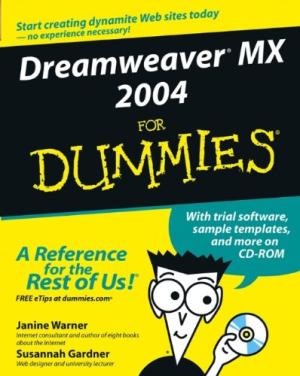 Start creating dynamite Web sites today
— no experience necessary!
Dreamweaver® MX
2004
FOR
DUMMIES®
With trial software,
sample templates,
and more on
CD-ROM
A Reference
for the
Rest of Us!®
FREE eTips at dummies.com®
Janine Warner
Internet consultant and author of eight books
about the Internet
Susannah Gardner
Web designer and university lecturer